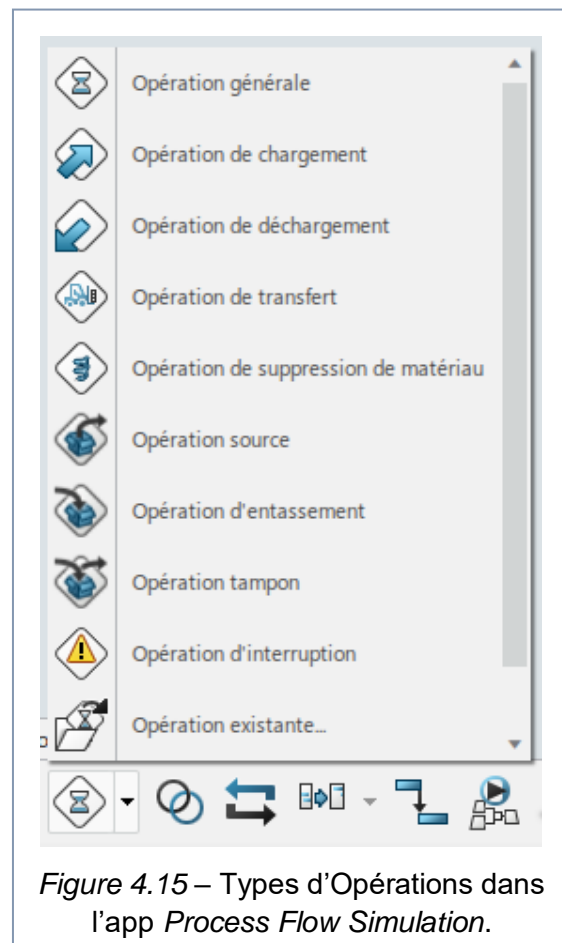 Opération générale
Opération de chargement
Opération de déchargement
Opération de transfert
Opération de suppression de matériau
Opération source
Opération d'entassement
Opération tampon
Opération d'interruption
Opération existante...
Figure 4.15 – Types d’Opérations dans
l’app Process Flow Simulation.